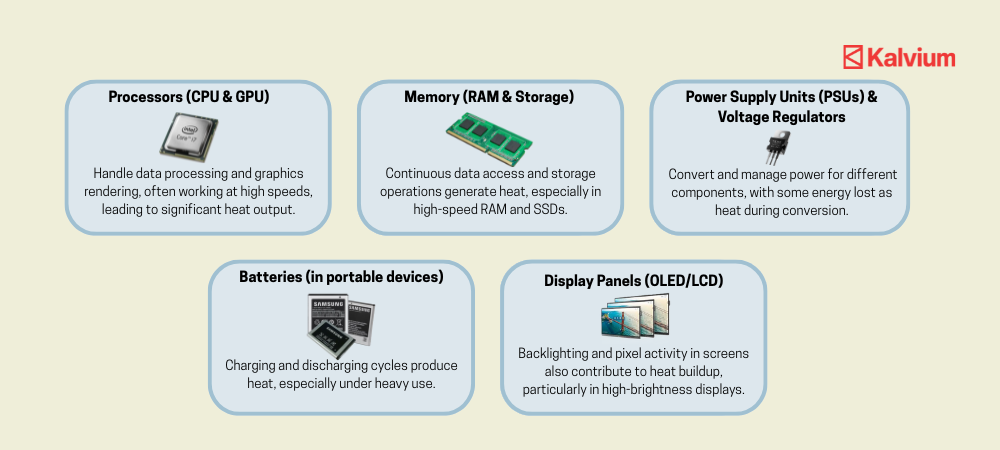 Kalvium
Processors (CPU & GPU)
intel
Core™ i7
Handle data processing and graphics
rendering, often working at high speeds,
leading to significant heat output.
Memory (RAM & Storage)
Continuous data access and storage
operations generate heat, especially in
high-speed RAM and SSDs.
Power Supply Units (PSUs) &
Voltage Regulators
Convert and manage power for different
components, with some energy lost as
heat during conversion.
Batteries (in portable devices)
SAMSUNG
SAMSUNG
Charging and discharging cycles produce
heat, especially under heavy use.
Display Panels (OLED/LCD)
Backlighting and pixel activity in screens
also contribute to heat buildup,
particularly in high-brightness displays.